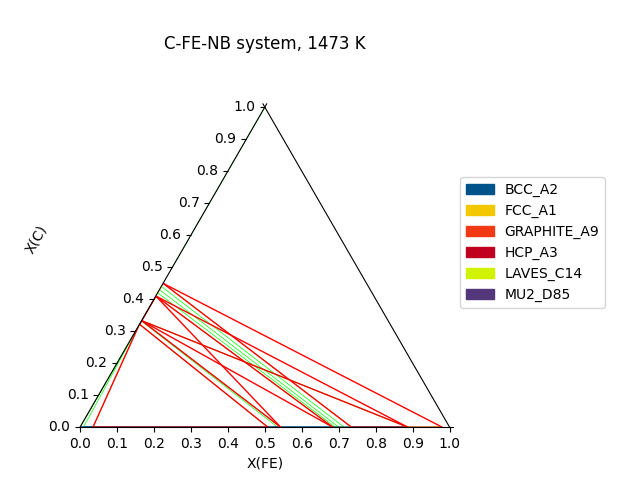 C-FE-NB system, 1473 K
1.0
0.9
0.8
0.7
0.6
0.5
0.4
0.3
0.2
0.1
0.0
X(C)
0.0 0.1 0.2 0.3 0.4 0.5 0.6 0.7 0.8 0.9 1.0
X(FE)
BCC_A2
FCC_A1
GRAPHITE_A9
HCP_A3
LAVES_C14
MU2_D85